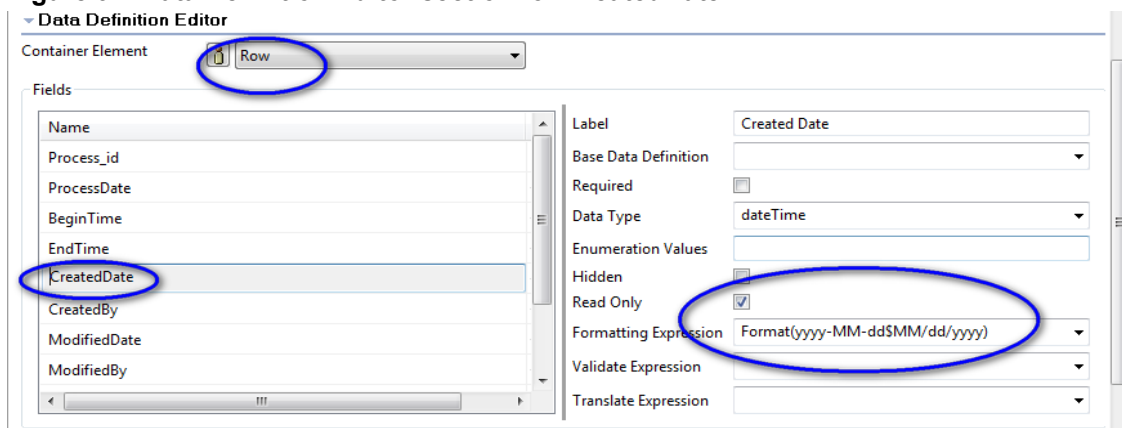 Data Definition Editor
Container Element Row
Fields
Name
Process_id
ProcessDate
BeginTime
EndTime
CreatedDate
CreatedBy
ModifiedDate
ModifiedBy
Label Created Date
Base Data Definition
Required
Data Type dateTime
Enumeration Values
Hidden
Read Only
Formatting Expression Format(yyyy-MM-dd$MM/dd/yyyy)
Validate Expression
Translate Expression